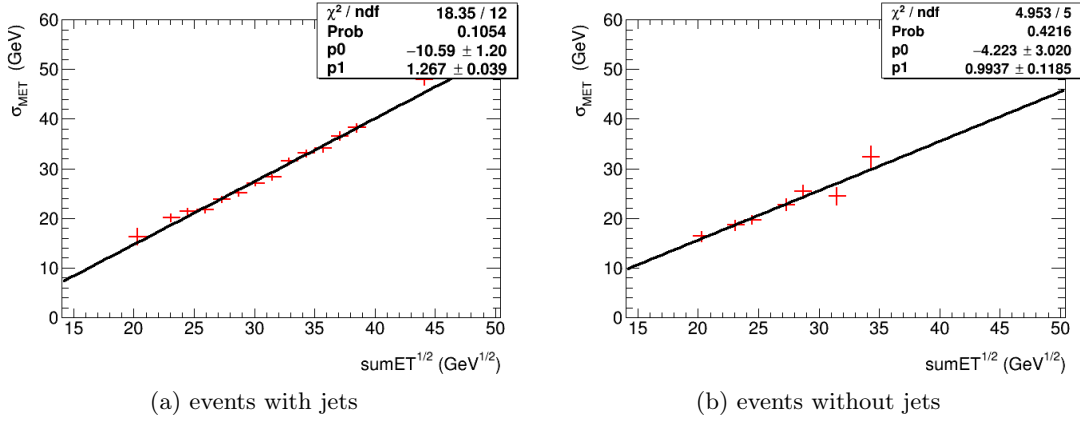 χ² / ndf 18.35 / 12
Prob 0.1054
p0 −10.59 ± 1.20
p1 1.267 ± 0.039
σMET (GeV)
60
50
40
30
20
10
0
15 20 25 30 35 40 45 50
sumET^1/2 (GeV^1/2)
(a) events with jets
χ² / ndf 4.953 / 5
Prob 0.4216
p0 −4.223 ± 3.020
p1 0.9937 ± 0.1185
σMET (GeV)
60
50
40
30
20
10
0
15 20 25 30 35 40 45 50
sumET^1/2 (GeV^1/2)
(b) events without jets